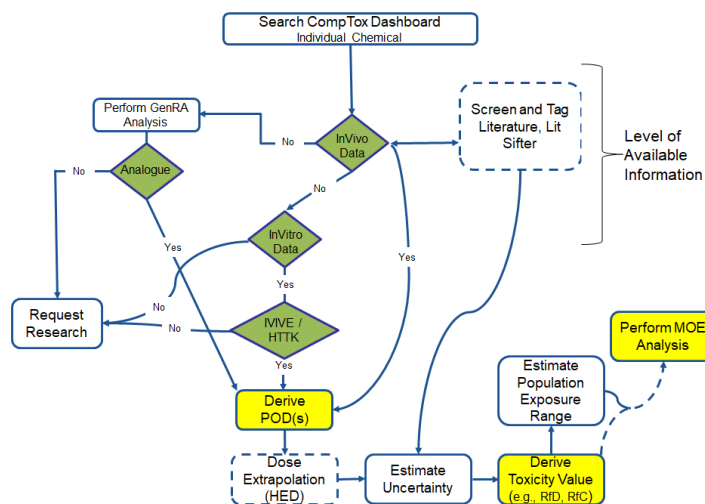 Search CompTox Dashboard
Individual Chemical
Perform GenRA
Analysis
No
InVivo
Data
Screen and Tag
Literature, Lit
Sifter
Level of
Available
Information
No
Analogue
No
InVitro
Data
Yes
Yes
Yes
No
Request
Research
No
IVIVE /
HTTK
Perform MOE
Analysis
Yes
Estimate
Population
Exposure
Range
Derive
POD(s)
Dose
Extrapolation
(HED)
Estimate
Uncertainty
Derive
Toxicity Value
(e.g., RfD, RfC)